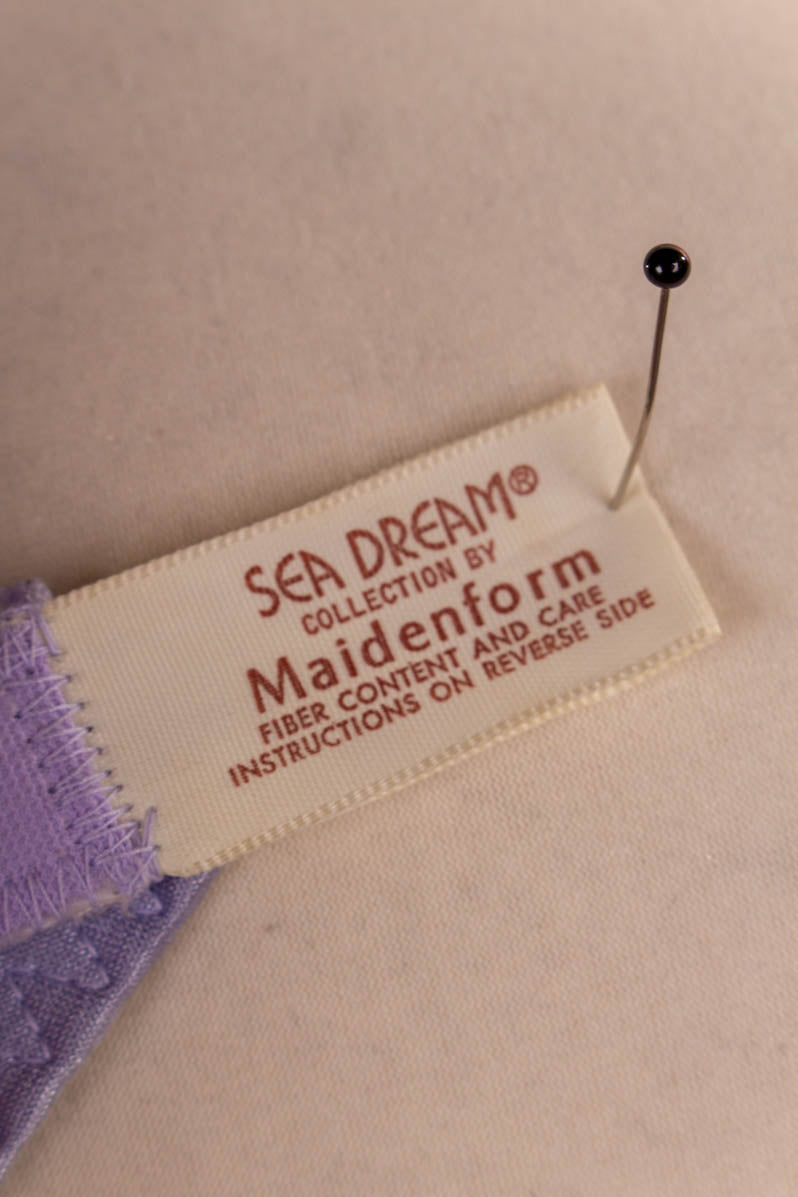 SEA DREAM®
COLLECTION BY
Maidenform
FIBER CONTENT AND CARE
INSTRUCTIONS ON REVERSE SIDE